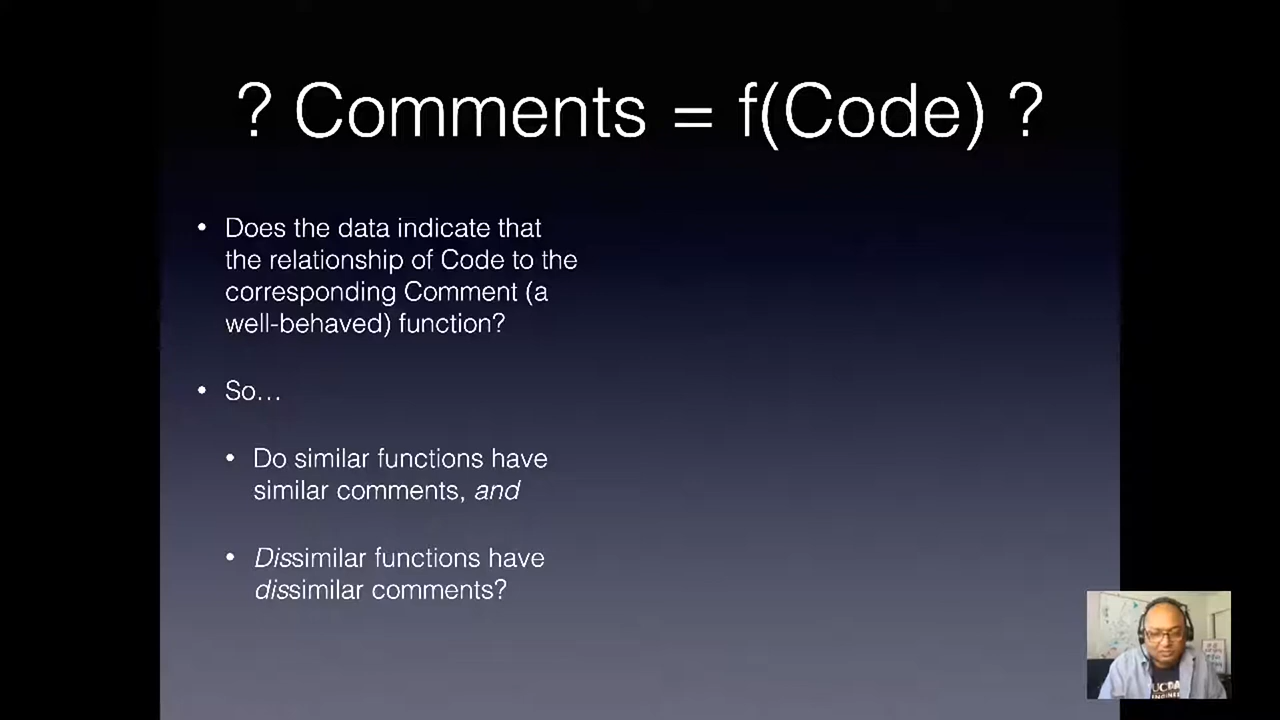 ? Comments = f(Code) ?
• Does the data indicate that
the relationship of Code to the
corresponding Comment (a
well-behaved) function?
• So…
• Do similar functions have
similar comments, and
• Dissimilar functions have
dissimilar comments?